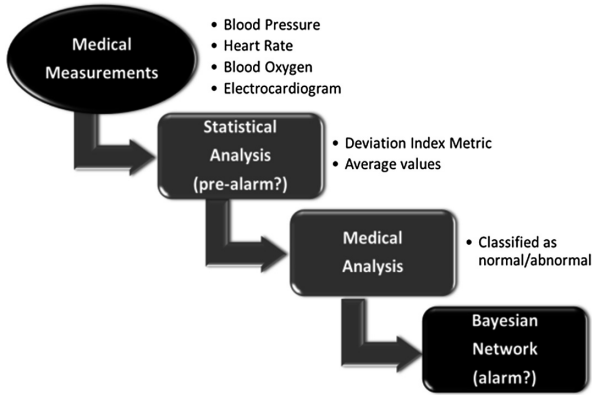 Medical
Measurements
• Blood Pressure
• Heart Rate
• Blood Oxygen
• Electrocardiogram
Statistical
Analysis
(pre-alarm?)
• Deviation Index Metric
• Average values
Medical
Analysis
• Classified as
normal/abnormal
Bayesian
Network
(alarm?)